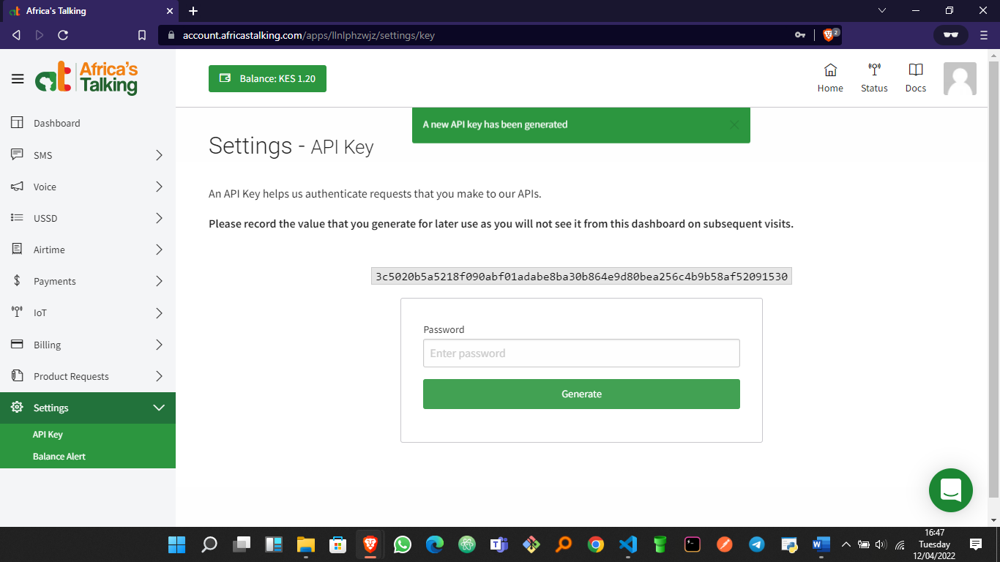 Africa's Talking
account.africastalking.com/apps/llnlphzwjz/settings/key
2
at Africa's Talking
Balance: KES 1.20
Home
Status
Docs
Dashboard
SMS
Voice
USSD
Airtime
Payments
IoT
Billing
Product Requests
Settings
API Key
Balance Alert
A new API key has been generated
Settings - API Key
An API Key helps us authenticate requests that you make to our APIs.
Please record the value that you generate for later use as you will not see it from this dashboard on subsequent visits.
3c5020b5a5218f090abf01adabe8ba30b864e9d80bea256c4b9b58af52091530
Password
Enter password
Generate
16:47
Tuesday
12/04/2022